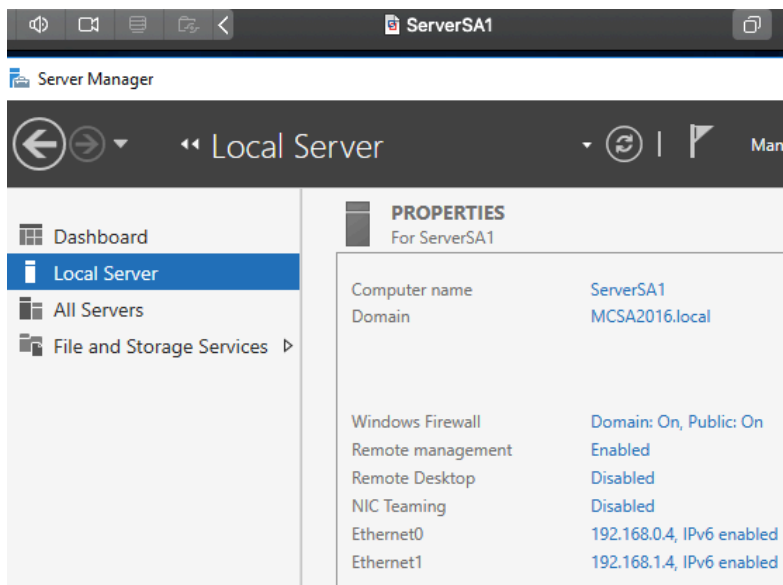 ServerSA1
Server Manager
Local Server
Man
Dashboard
Local Server
All Servers
File and Storage Services
PROPERTIES
For ServerSA1
Computer name ServerSA1
Domain MCSA2016.local
Windows Firewall Domain: On, Public: On
Remote management Enabled
Remote Desktop Disabled
NIC Teaming Disabled
Ethernet0 192.168.0.4, IPv6 enabled
Ethernet1 192.168.1.4, IPv6 enabled